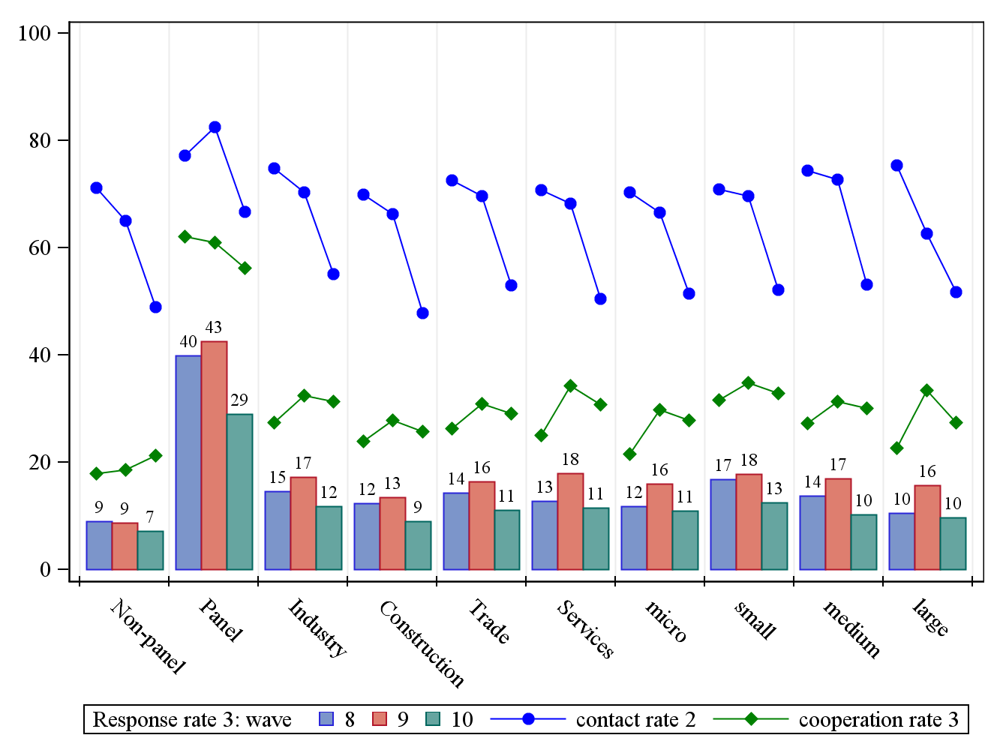 100
80
60
40
20
0
9 9 7
40 43 29
15 17 12
12 13 9
14 16 11
13 18 11
12 16 11
17 18 13
14 17 10
10 16 10
Non-panel
Panel
Industry
Construction
Trade
Services
micro
small
medium
large
Response rate 3: wave 8 9 10 contact rate 2 cooperation rate 3